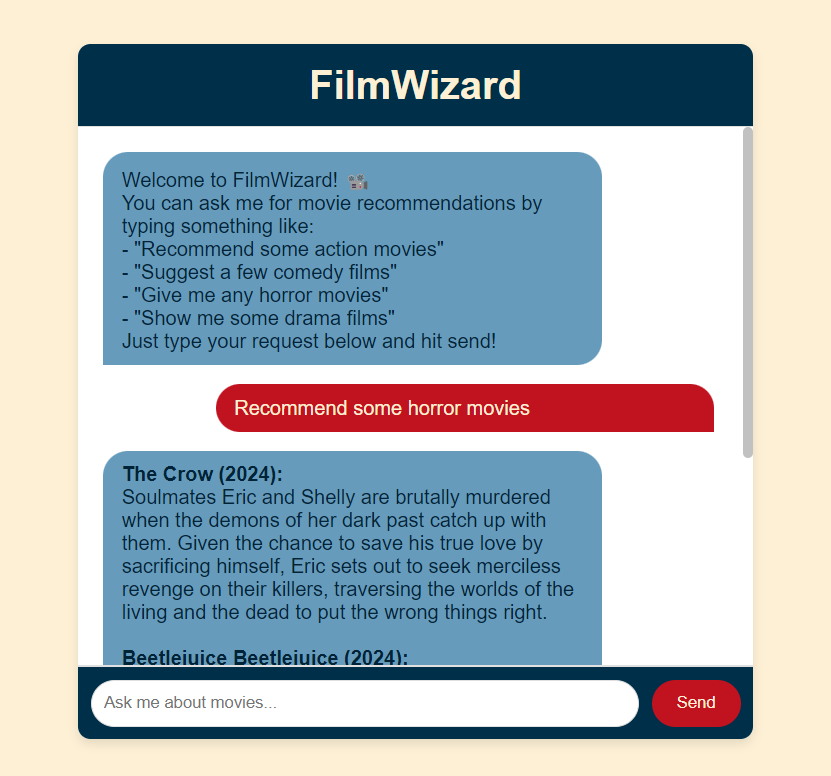 FilmWizard
Welcome to FilmWizard! 🎥
You can ask me for movie recommendations by
typing something like:
- "Recommend some action movies"
- "Suggest a few comedy films"
- "Give me any horror movies"
- "Show me some drama films"
Just type your request below and hit send!
Recommend some horror movies
The Crow (2024):
Soulmates Eric and Shelly are brutally murdered
when the demons of her dark past catch up with
them. Given the chance to save his true love by
sacrificing himself, Eric sets out to seek merciless
revenge on their killers, traversing the worlds of the
living and the dead to put the wrong things right.
Beetlejuice Beetlejuice (2024):
Ask me about movies...
Send